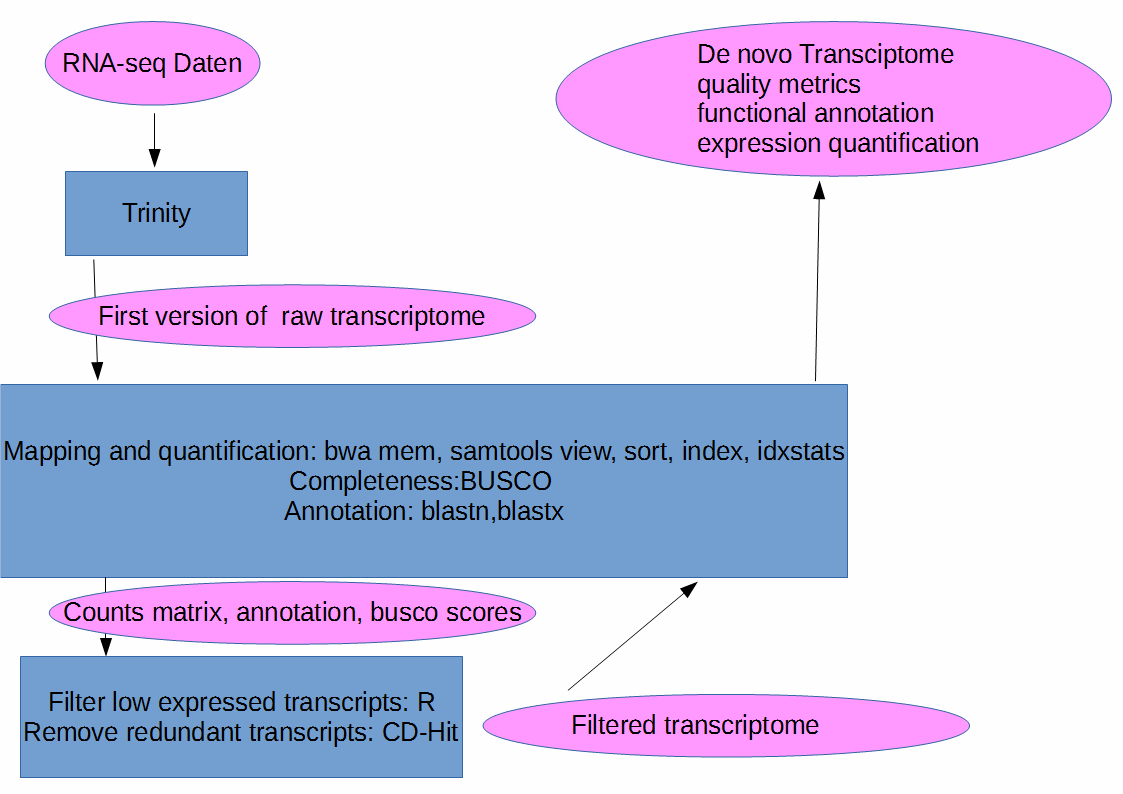 RNA-seq Daten
De novo Transciptome
quality metrics
functional annotation
expression quantification
Trinity
First version of  raw transcriptome
Mapping and quantification: bwa mem, samtools view, sort, index, idxstats
Completeness:BUSCO
Annotation: blastn,blastx
Counts matrix, annotation, busco scores
Filter low expressed transcripts: R
Remove redundant transcripts: CD-Hit
Filtered transcriptome